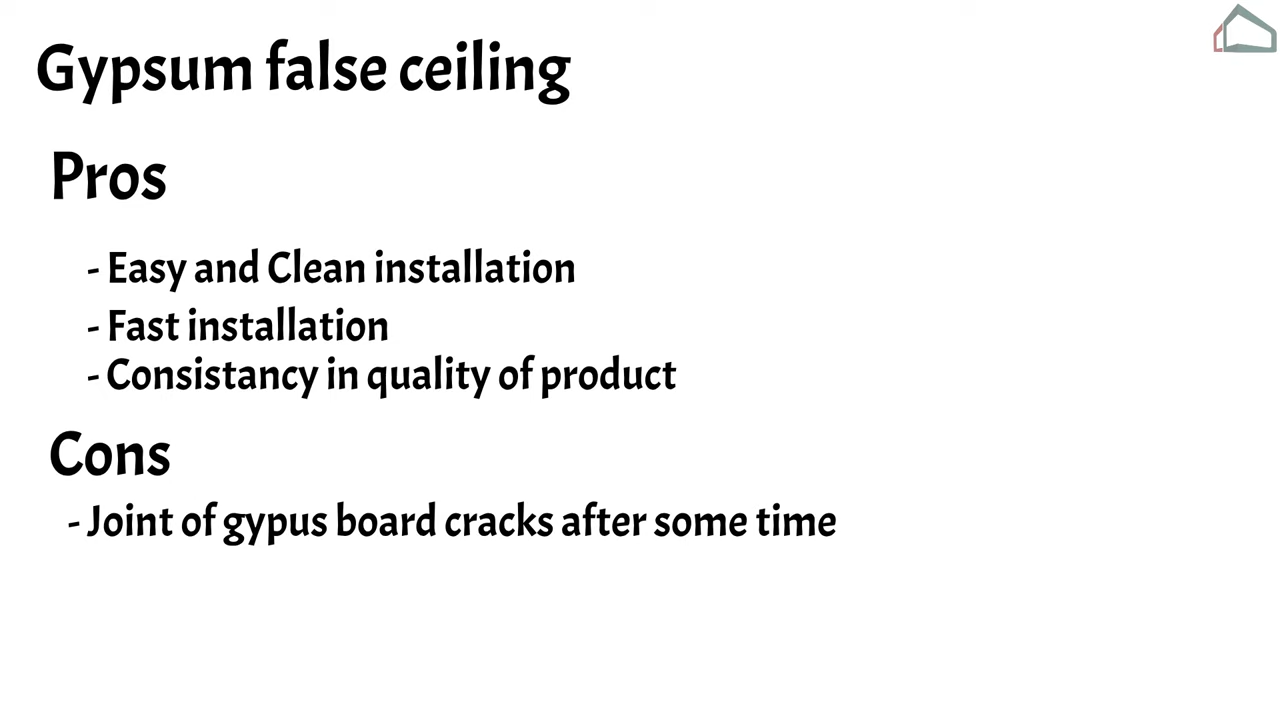 Gypsum false ceiling
Pros
- Easy and Clean installation
- Fast installation
- Consistancy in quality of product
Cons
- Joint of gypus board cracks after some time